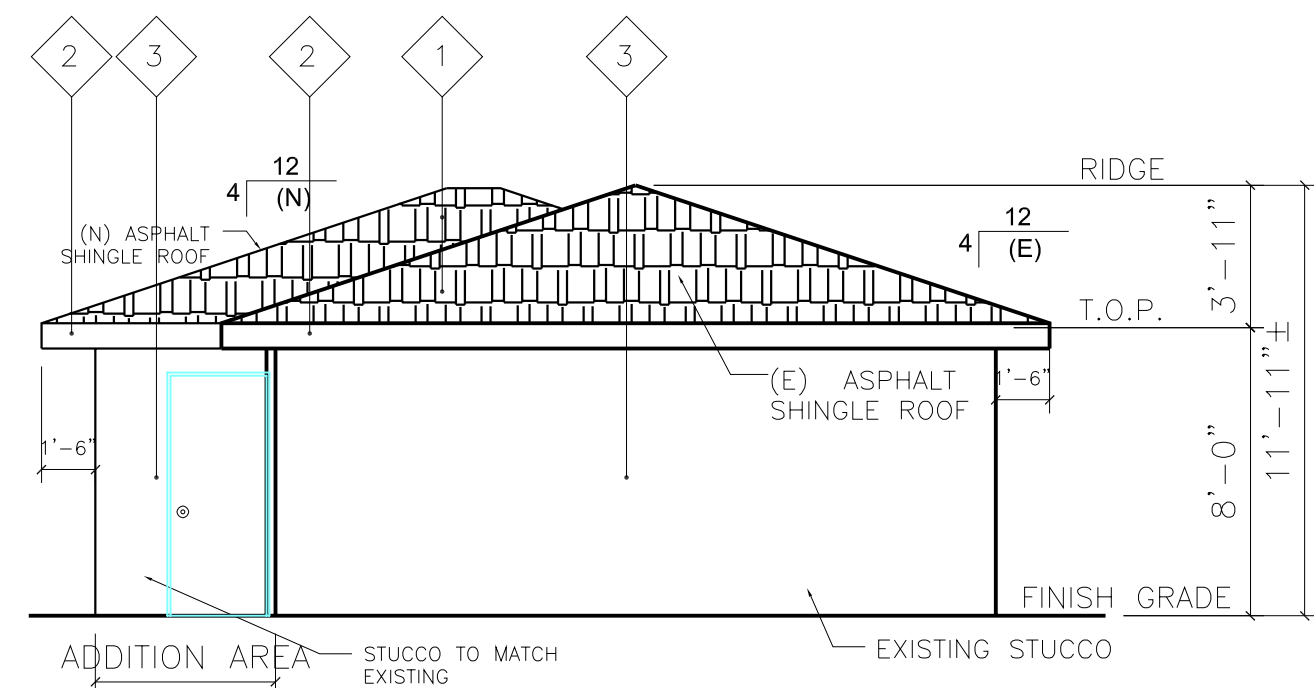 2
3
2
1
3
12
4
(N)
(N) ASPHALT
SHINGLE ROOF
RIDGE
12
4
(E)
3'-11"
T.O.P.
11'-11" ±
(E) ASPHALT
SHINGLE ROOF
1'-6"
1'-6"
8'-0"
FINISH GRADE
ADDITION AREA
STUCCO TO MATCH
EXISTING
EXISTING STUCCO